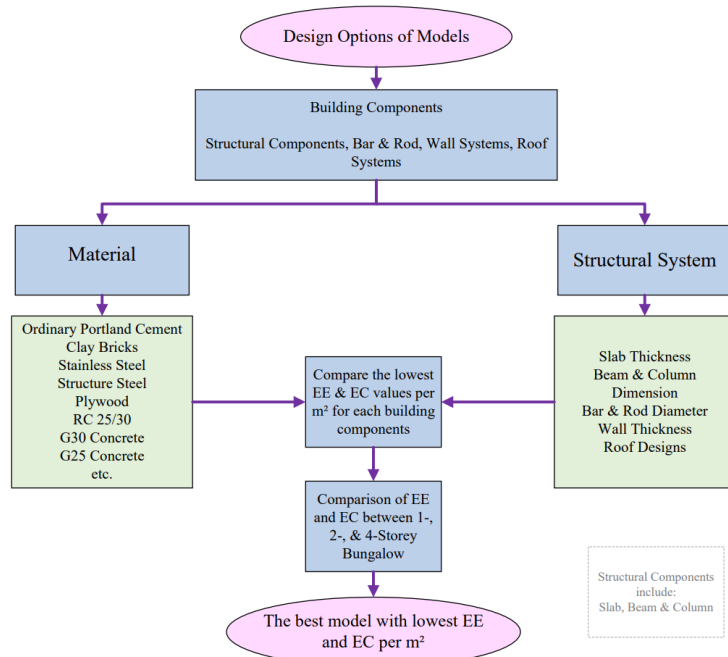 Design Options of Models
Building Components
Structural Components, Bar & Rod, Wall Systems, Roof
Systems
Material
Structural System
Ordinary Portland Cement
Clay Bricks
Stainless Steel
Structure Steel
Plywood
RC 25/30
G30 Concrete
G25 Concrete
etc.
Compare the lowest
EE & EC values per
m² for each building
components
Slab Thickness
Beam & Column
Dimension
Bar & Rod Diameter
Wall Thickness
Roof Designs
Comparison of EE
and EC between 1-,
2-, & 4-Storey
Bungalow
Structural Components
include:
Slab, Beam & Column
The best model with lowest EE
and EC per m²